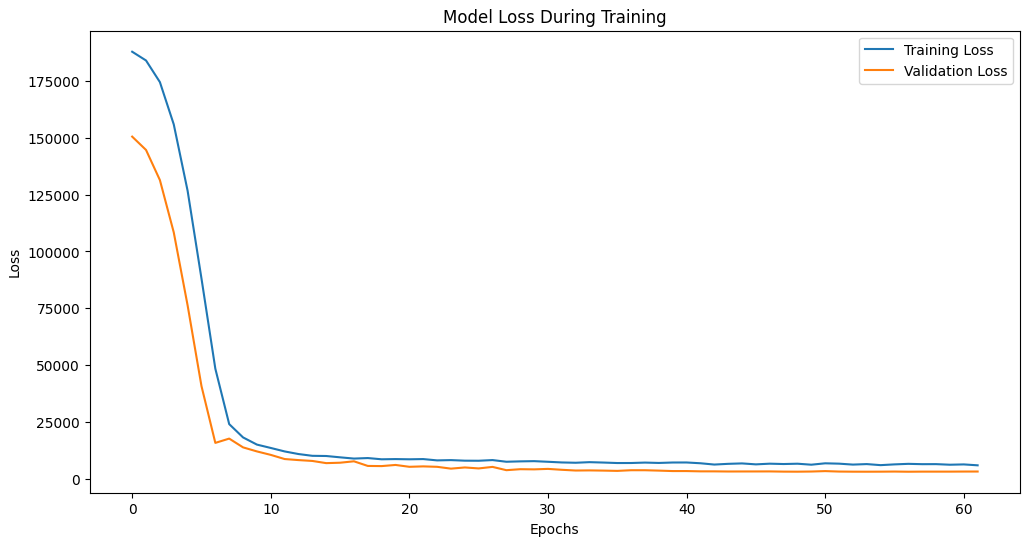 Model Loss During Training
Training Loss
Validation Loss
175000
150000
125000
100000
75000
50000
25000
0
Loss
0 10 20 30 40 50 60
Epochs